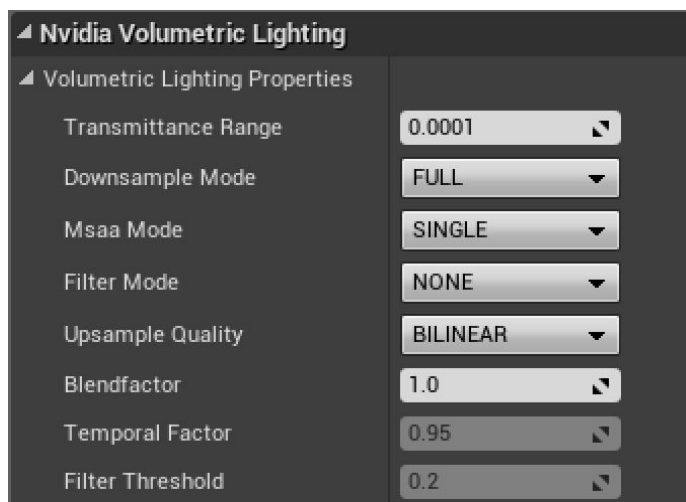 Nvidia Volumetric Lighting
Volumetric Lighting Properties
Transmittance Range 0.0001
Downsample Mode FULL
Msaa Mode SINGLE
Filter Mode NONE
Upsample Quality BILINEAR
Blendfactor 1.0
Temporal Factor 0.95
Filter Threshold 0.2